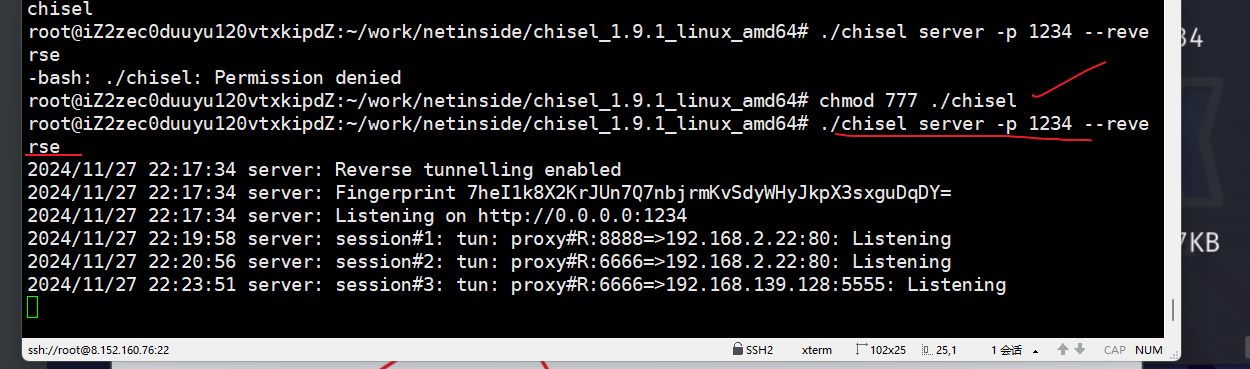 chisel
root@iZ2zec0duuyu120vtxkipdZ:~/work/netinside/chisel_1.9.1_linux_amd64# ./chisel server -p 1234 --reve
rse
-bash: ./chisel: Permission denied
root@iZ2zec0duuyu120vtxkipdZ:~/work/netinside/chisel_1.9.1_linux_amd64# chmod 777 ./chisel
root@iZ2zec0duuyu120vtxkipdZ:~/work/netinside/chisel_1.9.1_linux_amd64# ./chisel server -p 1234 --reve
rse
2024/11/27 22:17:34 server: Reverse tunnelling enabled
2024/11/27 22:17:34 server: Fingerprint 7heI1k8X2KrJUn7Q7nbjrmKvSdyWHyJkpX3sxguDqDY=
2024/11/27 22:17:34 server: Listening on http://0.0.0.0:1234
2024/11/27 22:19:58 server: session#1: tun: proxy#R:8888=>192.168.2.22:80: Listening
2024/11/27 22:20:56 server: session#2: tun: proxy#R:6666=>192.168.2.22:80: Listening
2024/11/27 22:23:51 server: session#3: tun: proxy#R:6666=>192.168.139.128:5555: Listening
ssh://root@8.152.160.76:22 SSH2 xterm 102x25 25,1 1 会话 CAP NUM
KB